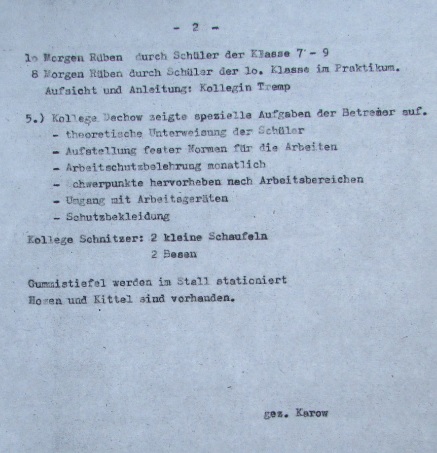 - 2 -
1o Morgen Rüben durch Schüler der Klasse 7 - 9
8 Morgen Rüben durch Schüler der 1o. Klasse im Praktikum.
Aufsicht und Anleitung: Kollegin Tremp
5.) Kollege Dechow zeigte spezielle Aufgaben der Betreuer auf.
- theoretische Unterweisung der Schüler
- Aufstellung fester Normen für die Arbeiten
- Arbeitschutzbelehrung monatlich
- chwerpunkte hervorheben nach Arbeitsbereichen
- Umgang mit Arbeitsgeräten
- Schutzbekleidung
Kollege Schnitzer: 2 kleine Schaufeln
2 Besen
Gummistiefel werden im Stall stationiert
Hosen und Kittel sind vorhanden.
gez. Karow